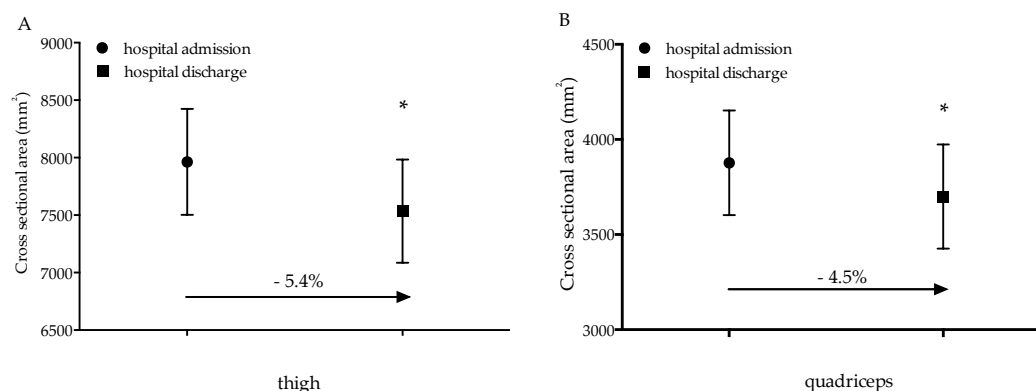 A
hospital admission
hospital discharge
Cross sectional area (mm²)
9000
8500
8000
7500
7000
6500
*
- 5.4%
thigh
B
hospital admission
hospital discharge
Cross sectional area (mm²)
4500
4000
3500
3000
*
- 4.5%
quadriceps